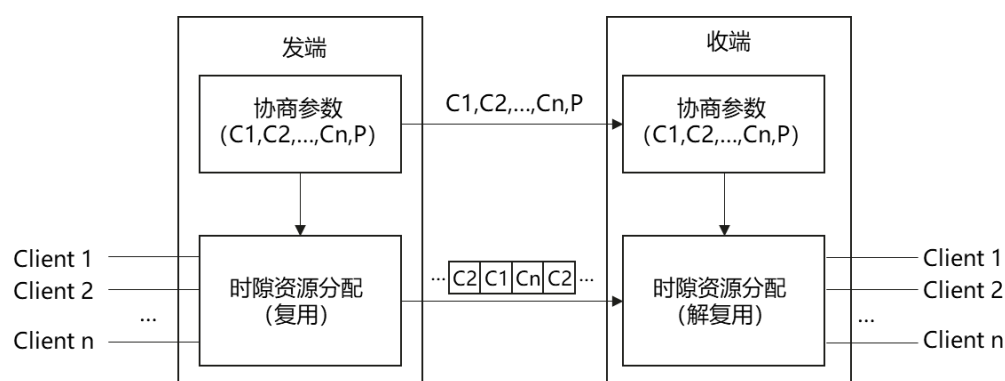 发端
收端
协商参数
(C1,C2,...,Cn,P)
C1,C2,...,Cn,P
协商参数
(C1,C2,...,Cn,P)
Client 1
Client 2
...
Client n
时隙资源分配
(复用)
... C2 C1 Cn C2 ...
时隙资源分配
(解复用)
Client 1
Client 2
...
Client n